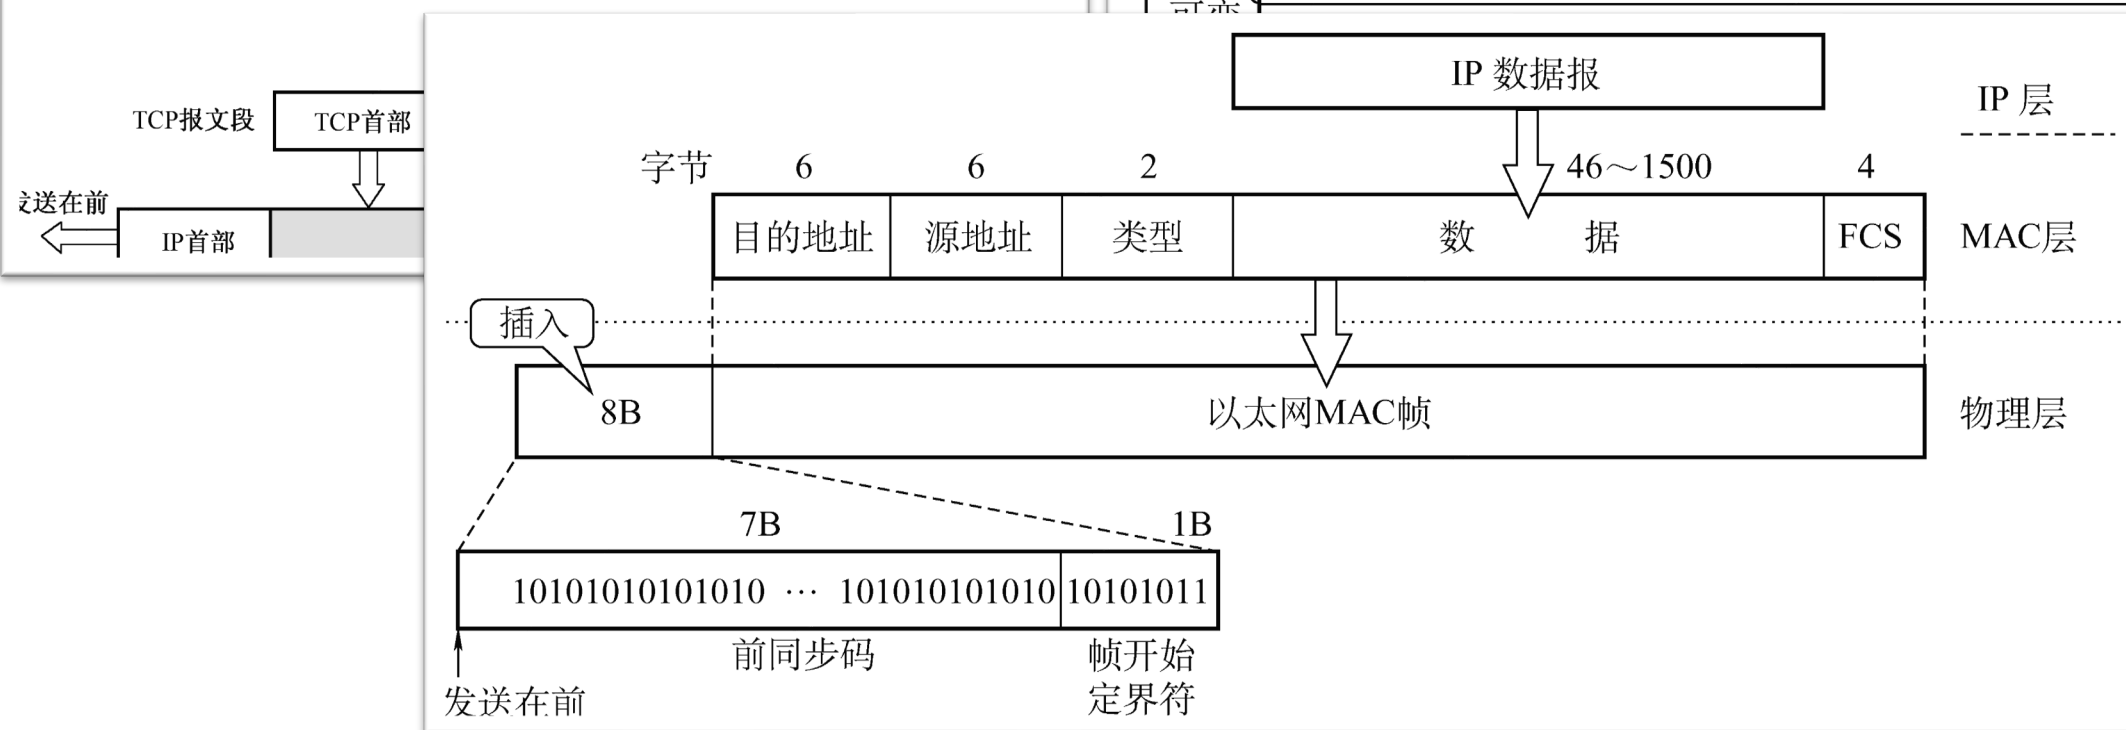 IP 数据报
IP 层
TCP报文段
TCP首部
字节
6
6
2
46～1500
4
发送在前
IP首部
目的地址
源地址
类型
数 据
FCS
MAC层
插入
8B
以太网MAC帧
物理层
7B
1B
10101010101010 ··· 101010101010
10101011
前同步码
帧开始
定界符
发送在前